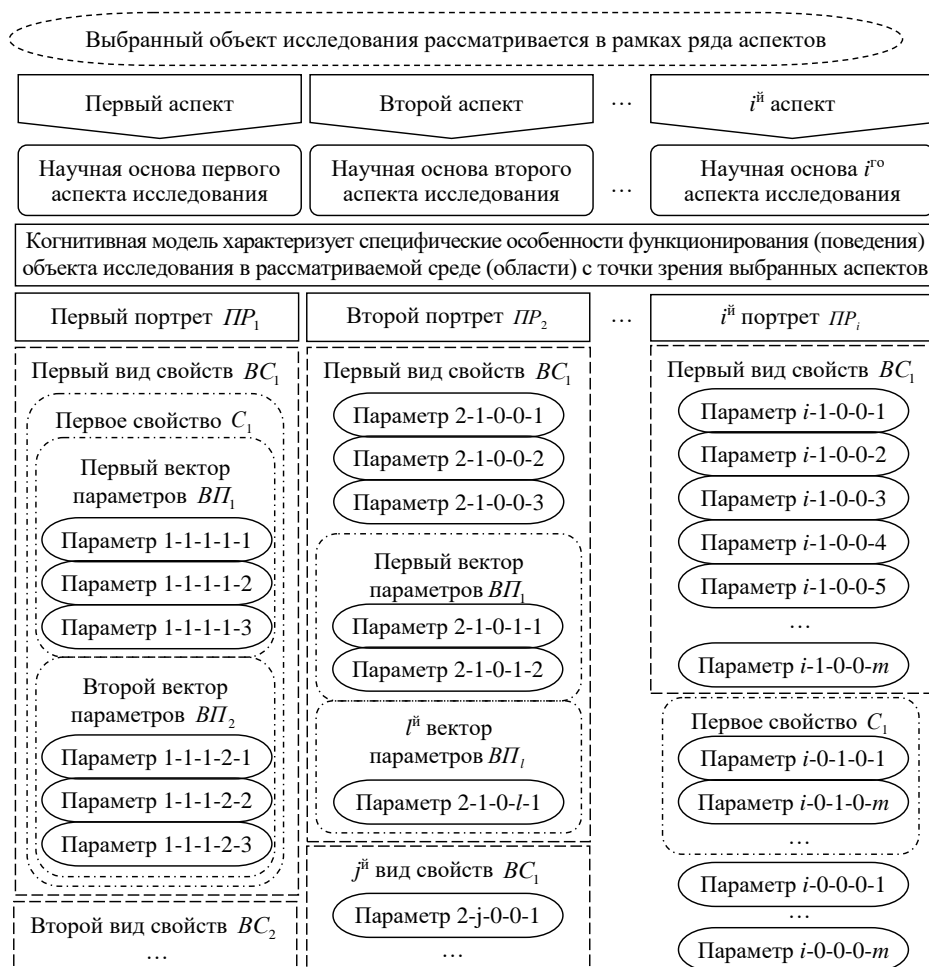 Выбранный объект исследования рассматривается в рамках ряда аспектов
Первый аспект
Второй аспект
…
iй аспект
Научная основа первого
аспекта исследования
Научная основа второго
аспекта исследования
…
Научная основа iго
аспекта исследования
Когнитивная модель характеризует специфические особенности функционирования (поведения)
объекта исследования в рассматриваемой среде (области) с точки зрения выбранных аспектов
Первый портрет ПР1
Второй портрет ПР2
…
iй портрет ПРi
Первый вид свойств ВС1
Первое свойство С1
Первый вектор
параметров ВП1
Параметр 1-1-1-1-1
Параметр 1-1-1-1-2
Параметр 1-1-1-1-3
Второй вектор
параметров ВП2
Параметр 1-1-1-2-1
Параметр 1-1-1-2-2
Параметр 1-1-1-2-3
Второй вид свойств ВС2
…
Первый вид свойств ВС1
Параметр 2-1-0-0-1
Параметр 2-1-0-0-2
Параметр 2-1-0-0-3
Первый вектор
параметров ВП1
Параметр 2-1-0-1-1
Параметр 2-1-0-1-2
lй вектор
параметров ВПl
Параметр 2-1-0-l-1
jй вид свойств ВС1
Параметр 2-j-0-0-1
…
Первый вид свойств ВС1
Параметр i-1-0-0-1
Параметр i-1-0-0-2
Параметр i-1-0-0-3
Параметр i-1-0-0-4
Параметр i-1-0-0-5
…
Параметр i-1-0-0-m
Первое свойство С1
Параметр i-0-1-0-1
Параметр i-0-1-0-m
…
Параметр i-0-0-0-1
…
Параметр i-0-0-0-m